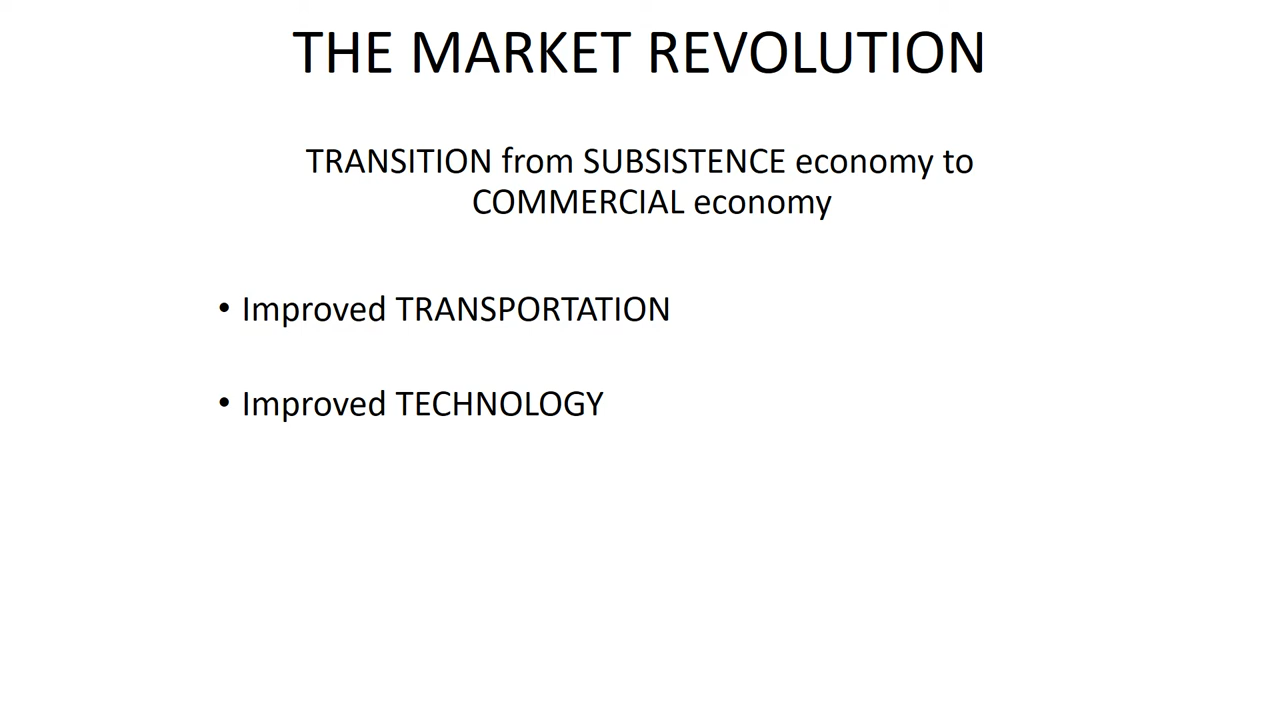 THE MARKET REVOLUTION
TRANSITION from SUBSISTENCE economy to
COMMERCIAL economy
• Improved TRANSPORTATION
• Improved TECHNOLOGY